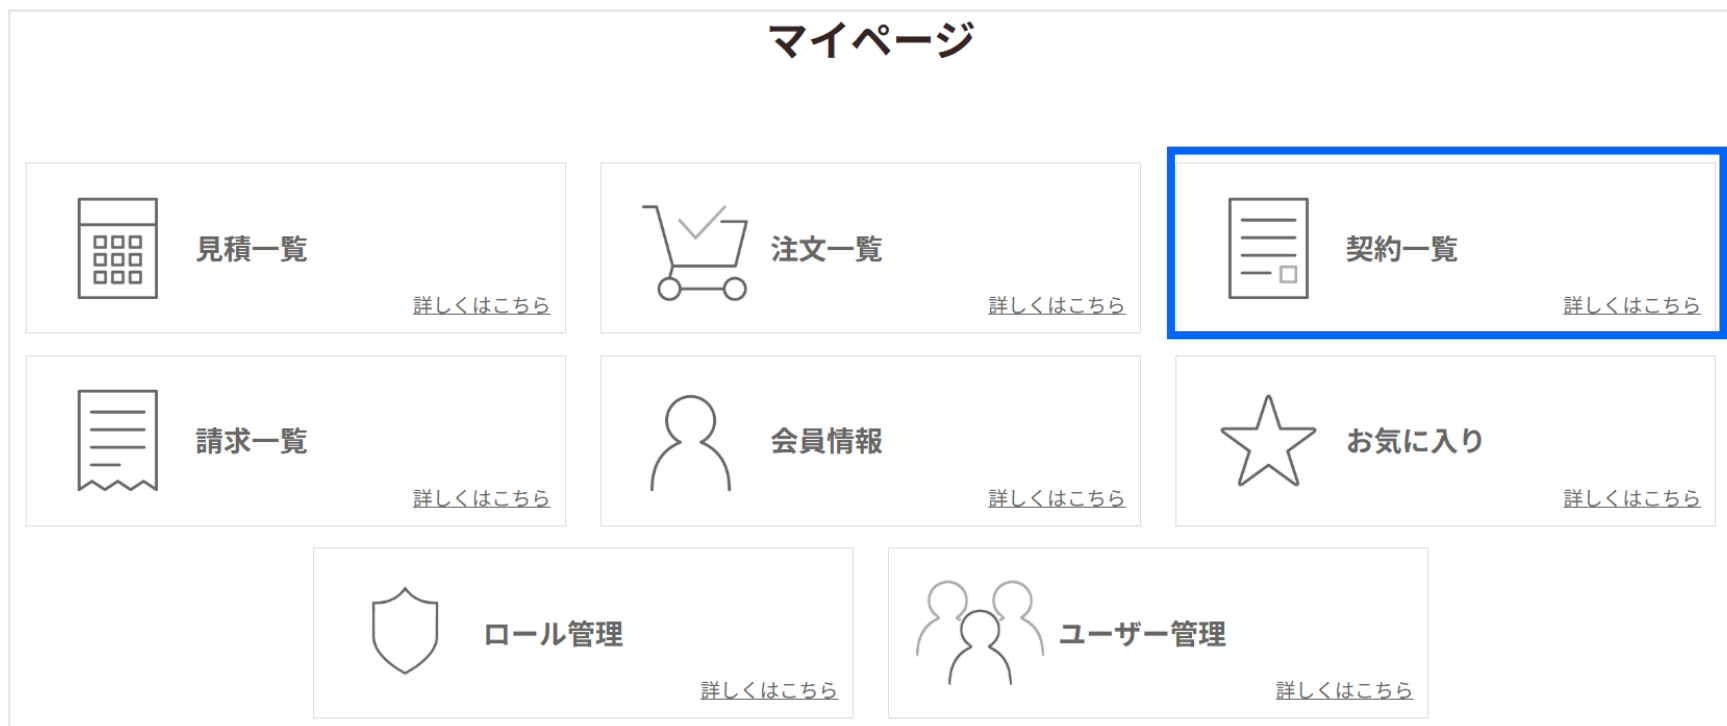 マイページ
見積一覧
詳しくはこちら
注文一覧
詳しくはこちら
契約一覧
詳しくはこちら
請求一覧
詳しくはこちら
会員情報
詳しくはこちら
お気に入り
詳しくはこちら
ロール管理
詳しくはこちら
ユーザー管理
詳しくはこちら